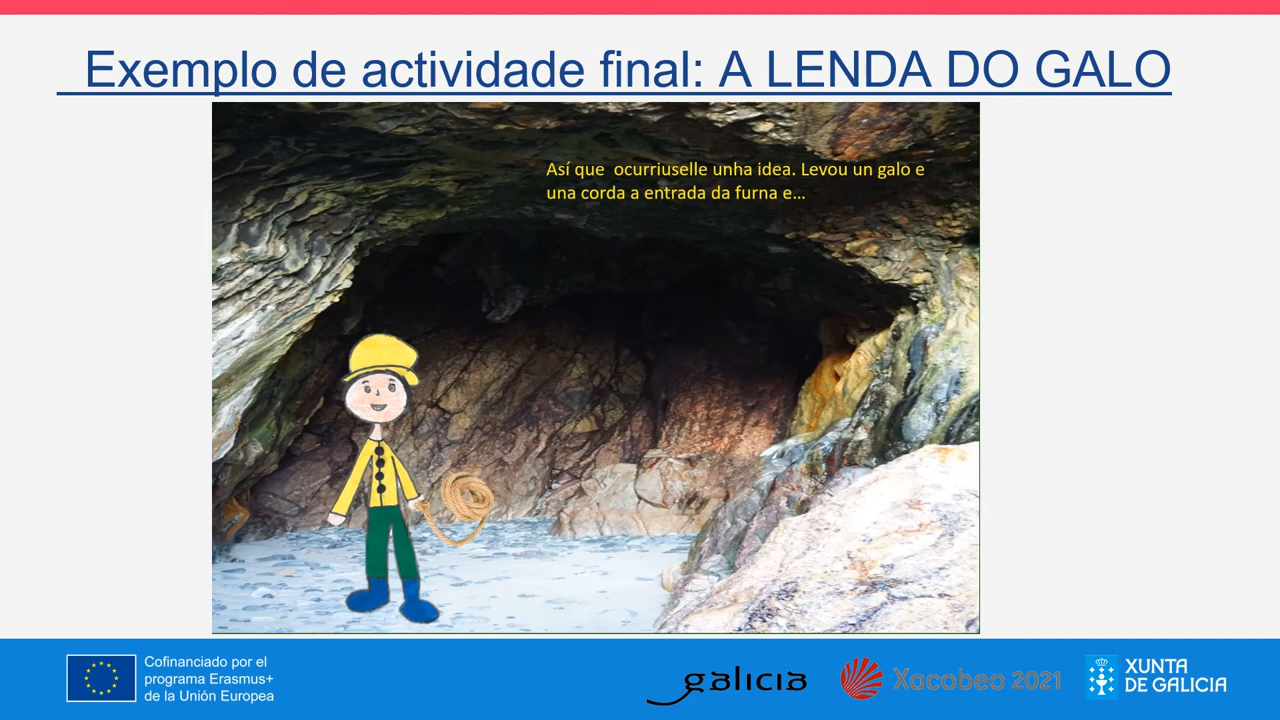 Exemplo de actividade final: A LENDA DO GALO
Así que ocurriuselle unha idea. Levou un galo e
una corda a entrada da furna e...
Cofinanciado por el
programa Erasmus+
de la Unión Europea
galicia
Xacobeo 2021
XUNTA
DE GALICIA